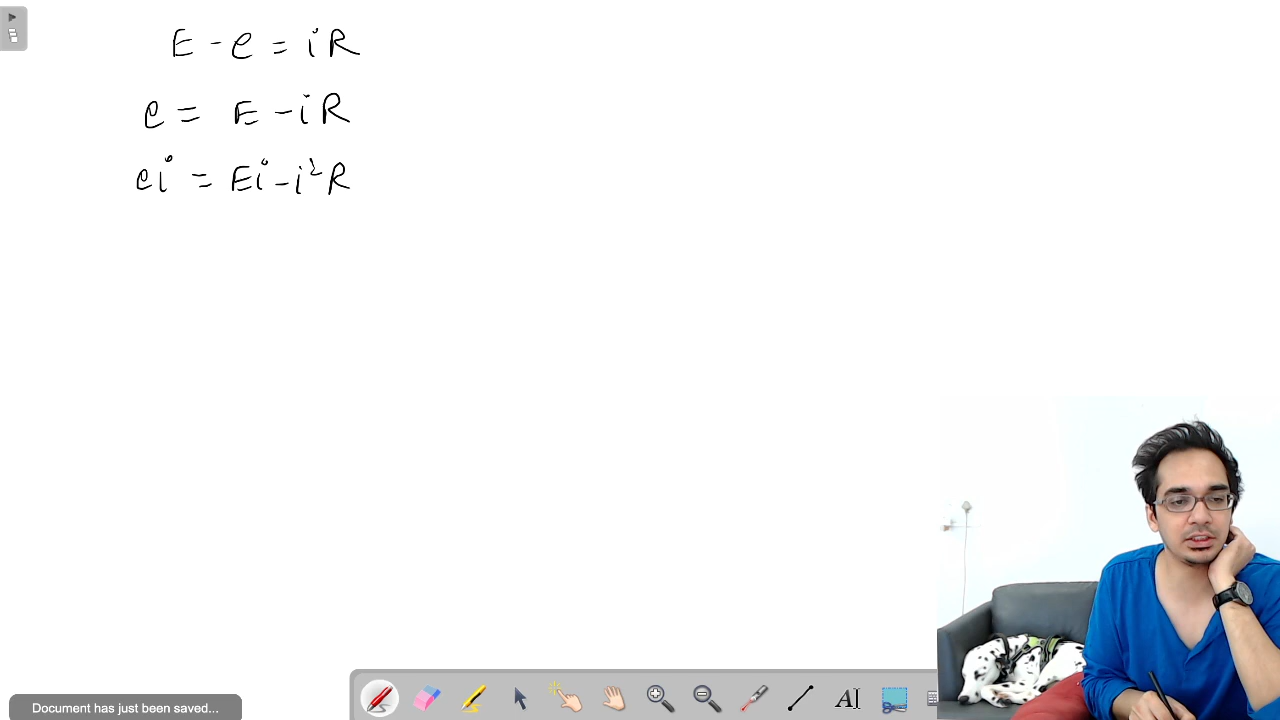 E - e = iR
e = E - iR
ei = Ei - i²R
AI
Document has just been saved...